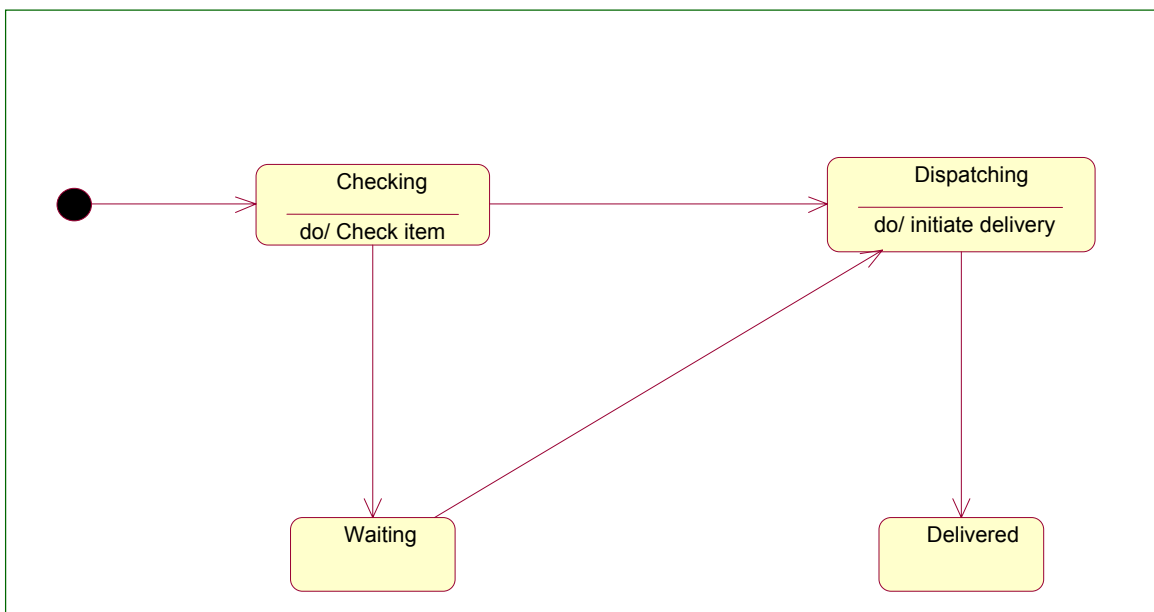 Checking
do/ Check item
Dispatching
do/ initiate delivery
Waiting
Delivered